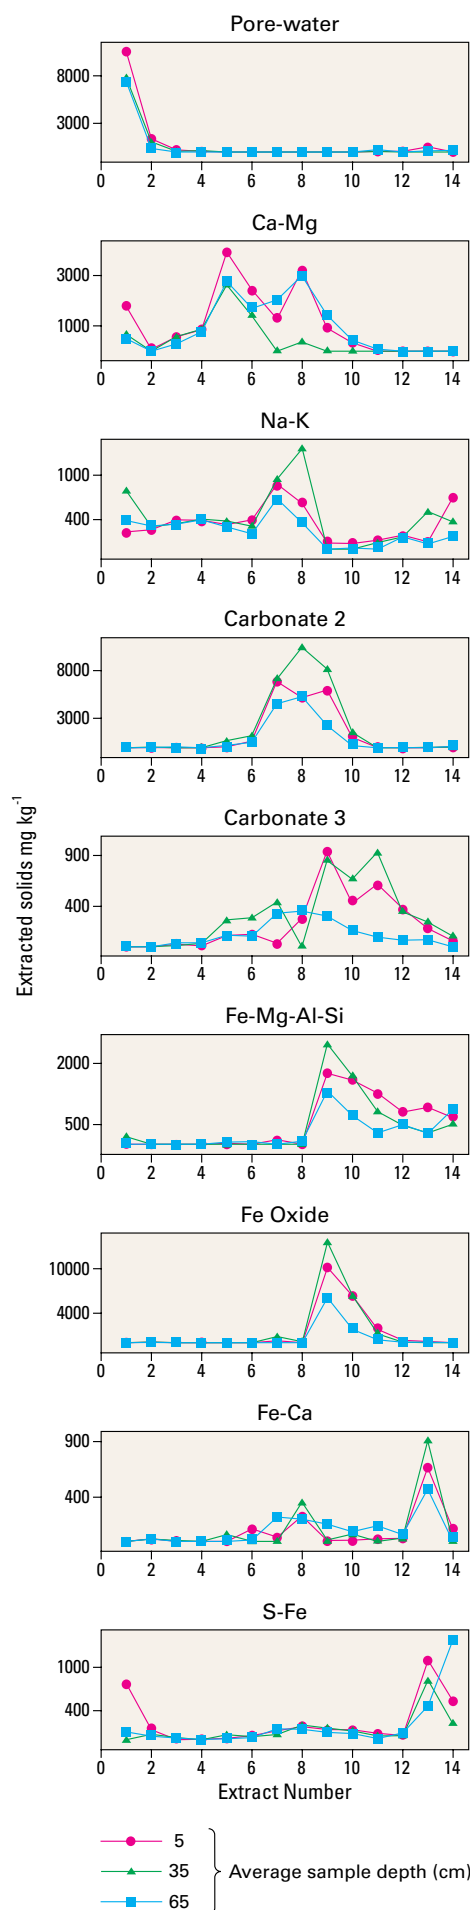 Pore-water
8000
3000
0 2 4 6 8 10 12 14
Ca-Mg
3000
1000
0 2 4 6 8 10 12 14
Na-K
1000
400
0 2 4 6 8 10 12 14
Carbonate 2
8000
3000
0 2 4 6 8 10 12 14
Carbonate 3
900
400
0 2 4 6 8 10 12 14
Extracted solids mg kg⁻¹
Fe-Mg-Al-Si
2000
500
0 2 4 6 8 10 12 14
Fe Oxide
10000
4000
0 2 4 6 8 10 12 14
Fe-Ca
900
400
0 2 4 6 8 10 12 14
S-Fe
1000
400
0 2 4 6 8 10 12 14
Extract Number
5
35 Average sample depth (cm)
65